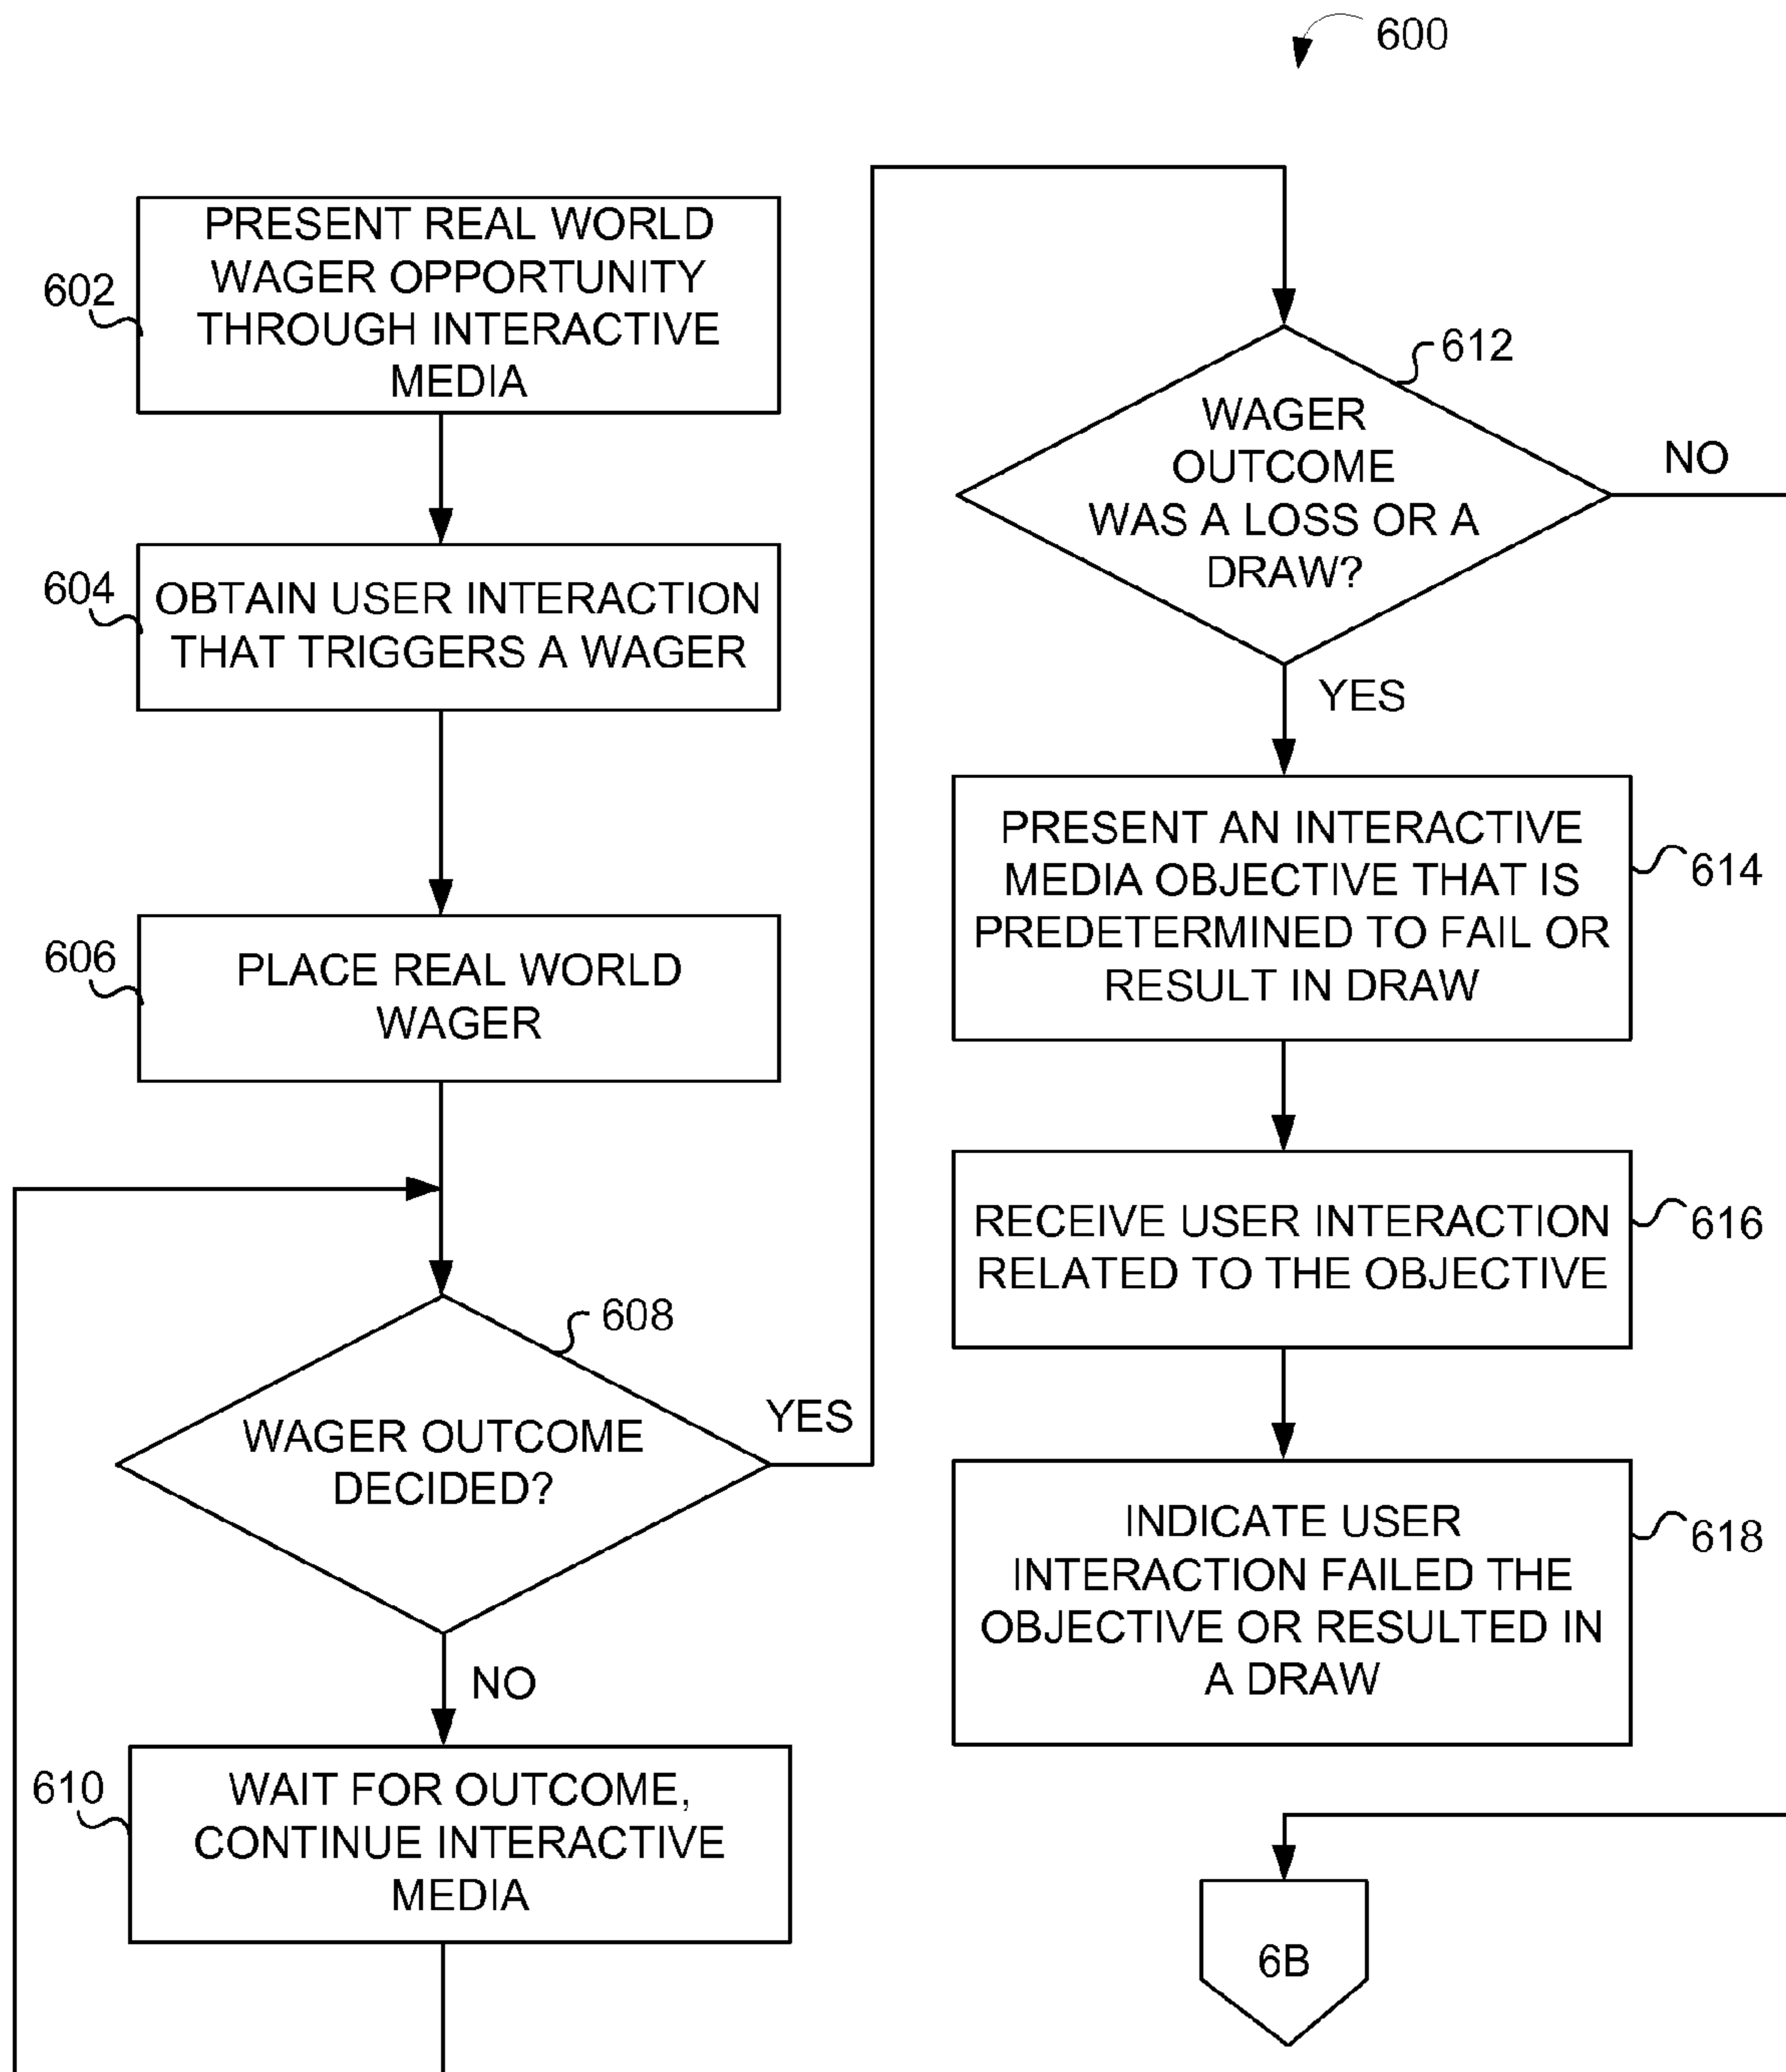 600
602
PRESENT REAL WORLD
WAGER OPPORTUNITY
THROUGH INTERACTIVE
MEDIA
604
OBTAIN USER INTERACTION
THAT TRIGGERS A WAGER
606
PLACE REAL WORLD
WAGER
608
WAGER OUTCOME
DECIDED?
YES
NO
610
WAIT FOR OUTCOME,
CONTINUE INTERACTIVE
MEDIA
612
WAGER
OUTCOME
WAS A LOSS OR A
DRAW?
NO
YES
PRESENT AN INTERACTIVE
MEDIA OBJECTIVE THAT IS
PREDETERMINED TO FAIL OR
RESULT IN DRAW
614
RECEIVE USER INTERACTION
RELATED TO THE OBJECTIVE
616
INDICATE USER
INTERACTION FAILED THE
OBJECTIVE OR RESULTED IN
A DRAW
618
6B